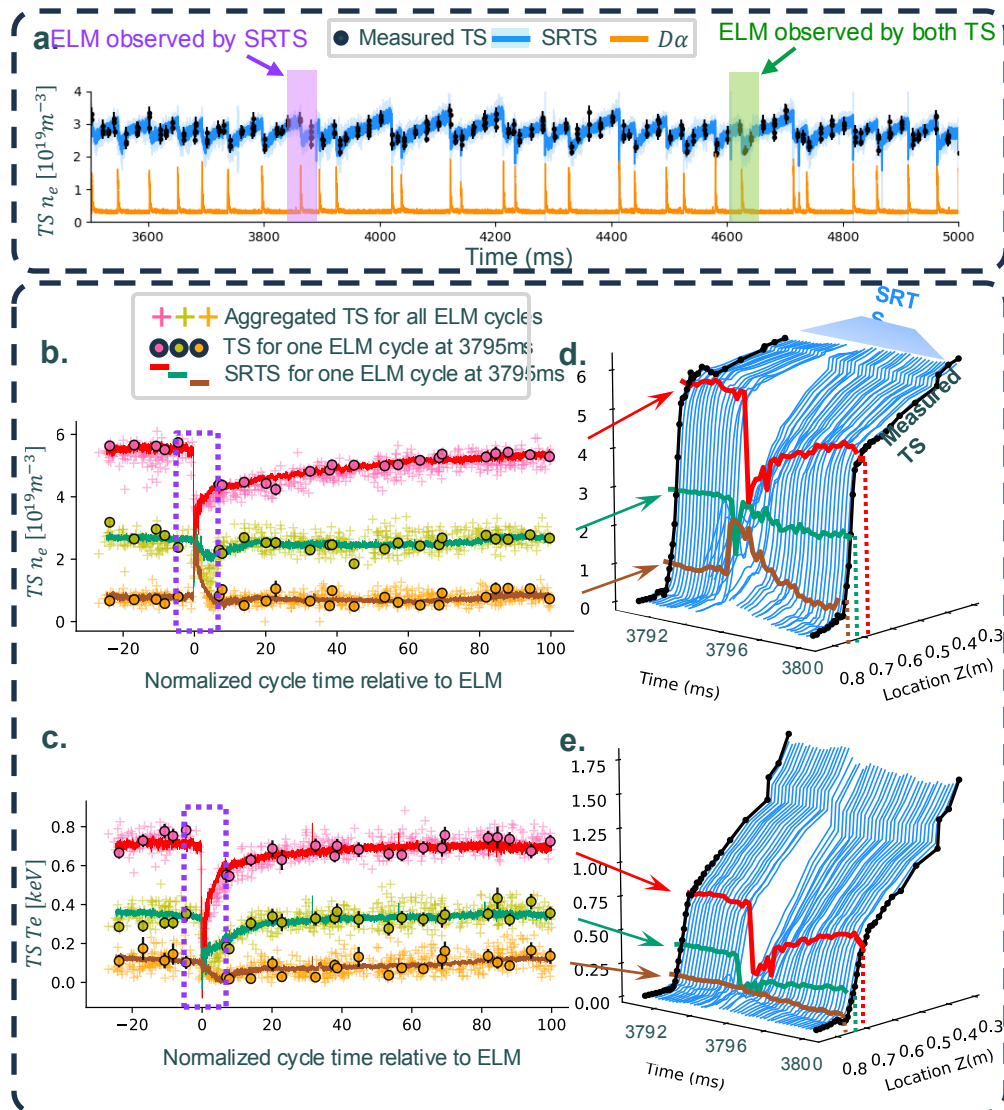 a.
ELM observed by SRTS
Measured TS SRTS Dα
ELM observed by both TS
TS nₑ [10¹⁹m⁻³]
4
3
2
1
0
3600 3800 4000 4200 4400 4600 4800 5000
Time (ms)
Aggregated TS for all ELM cycles
TS for one ELM cycle at 3795ms
SRTS for one ELM cycle at 3795ms
b.
TS nₑ [10¹⁹m⁻³]
6
4
2
0
−20 0 20 40 60 80 100
Normalized cycle time relative to ELM
d.
SRT
S
Measured
TS
6
5
4
3
2
1
0
3792 3796 3800
Time (ms)
0.8 0.7 0.6 0.5 0.4 0.3
Location Z(m)
c.
TS Te [keV]
0.8
0.6
0.4
0.2
0.0
−20 0 20 40 60 80 100
Normalized cycle time relative to ELM
e.
1.75
1.50
1.25
1.00
0.75
0.50
0.25
0.00
3792 3796 3800
Time (ms)
0.8 0.7 0.6 0.5 0.4 0.3
Location Z(m)